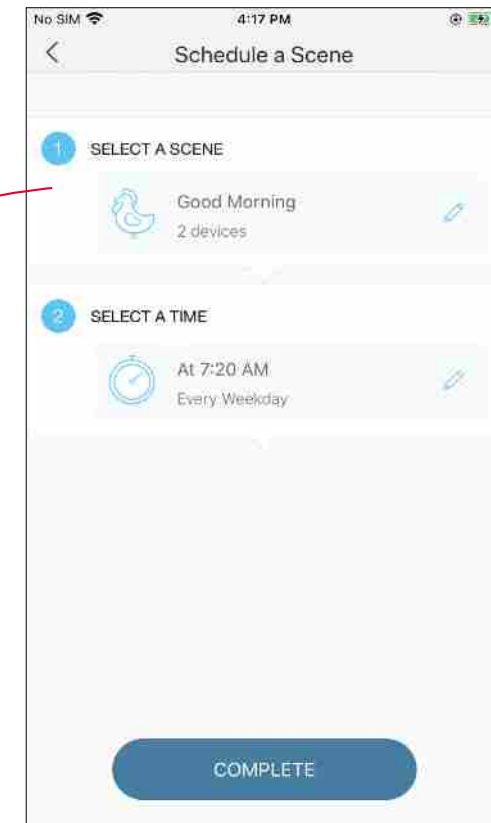 No SIM 4:17 PM
Schedule a Scene
1 SELECT A SCENE
Good Morning
2 devices
2 SELECT A TIME
At 7:20 AM
Every Weekday
COMPLETE